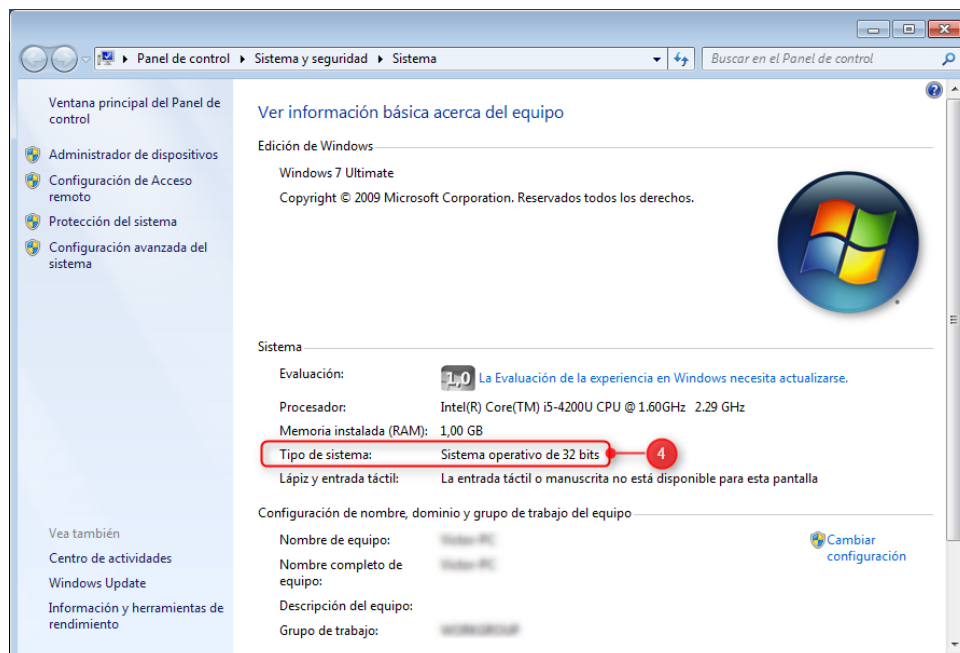 Panel de control Sistema y seguridad Sistema
Buscar en el Panel de control
Ventana principal del Panel de
control
Administrador de dispositivos
Configuración de Acceso
remoto
Protección del sistema
Configuración avanzada del
sistema
Vea también
Centro de actividades
Windows Update
Información y herramientas de
rendimiento
Ver información básica acerca del equipo
Edición de Windows
Windows 7 Ultimate
Copyright © 2009 Microsoft Corporation. Reservados todos los derechos.
Sistema
Evaluación: 1,0 La Evaluación de la experiencia en Windows necesita actualizarse.
Procesador: Intel(R) Core(TM) i5-4200U CPU @ 1.60GHz 2.29 GHz
Memoria instalada (RAM): 1,00 GB
Tipo de sistema: Sistema operativo de 32 bits 4
Lápiz y entrada táctil: La entrada táctil o manuscrita no está disponible para esta pantalla
Configuración de nombre, dominio y grupo de trabajo del equipo
Nombre de equipo:
Nombre completo de
equipo:
Descripción del equipo:
Grupo de trabajo:
Cambiar
configuración